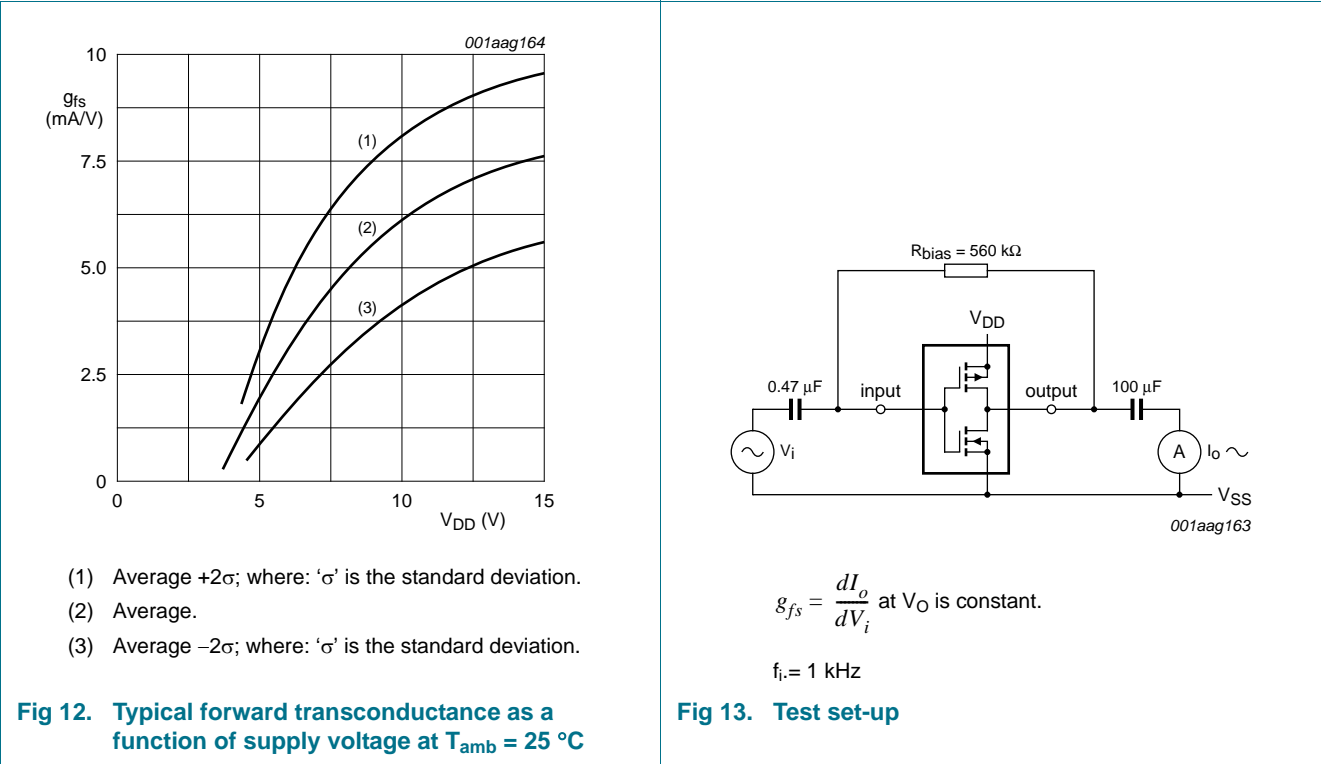 001aag164
10
gfs
(mA/V)
7.5
5.0
2.5
0
(1)
(2)
(3)
0 5 10 15
VDD (V)
(1) Average +2σ; where: ‘σ’ is the standard deviation.
(2) Average.
(3) Average −2σ; where: ‘σ’ is the standard deviation.
Fig 12. Typical forward transconductance as a
function of supply voltage at Tamb = 25 °C
Rbias = 560 kΩ
VDD
0.47 μF
input
output
100 μF
Vi
A
Io
VSS
001aag163
gfs = dIo/dVi at VO is constant.
fi.= 1 kHz
Fig 13. Test set-up